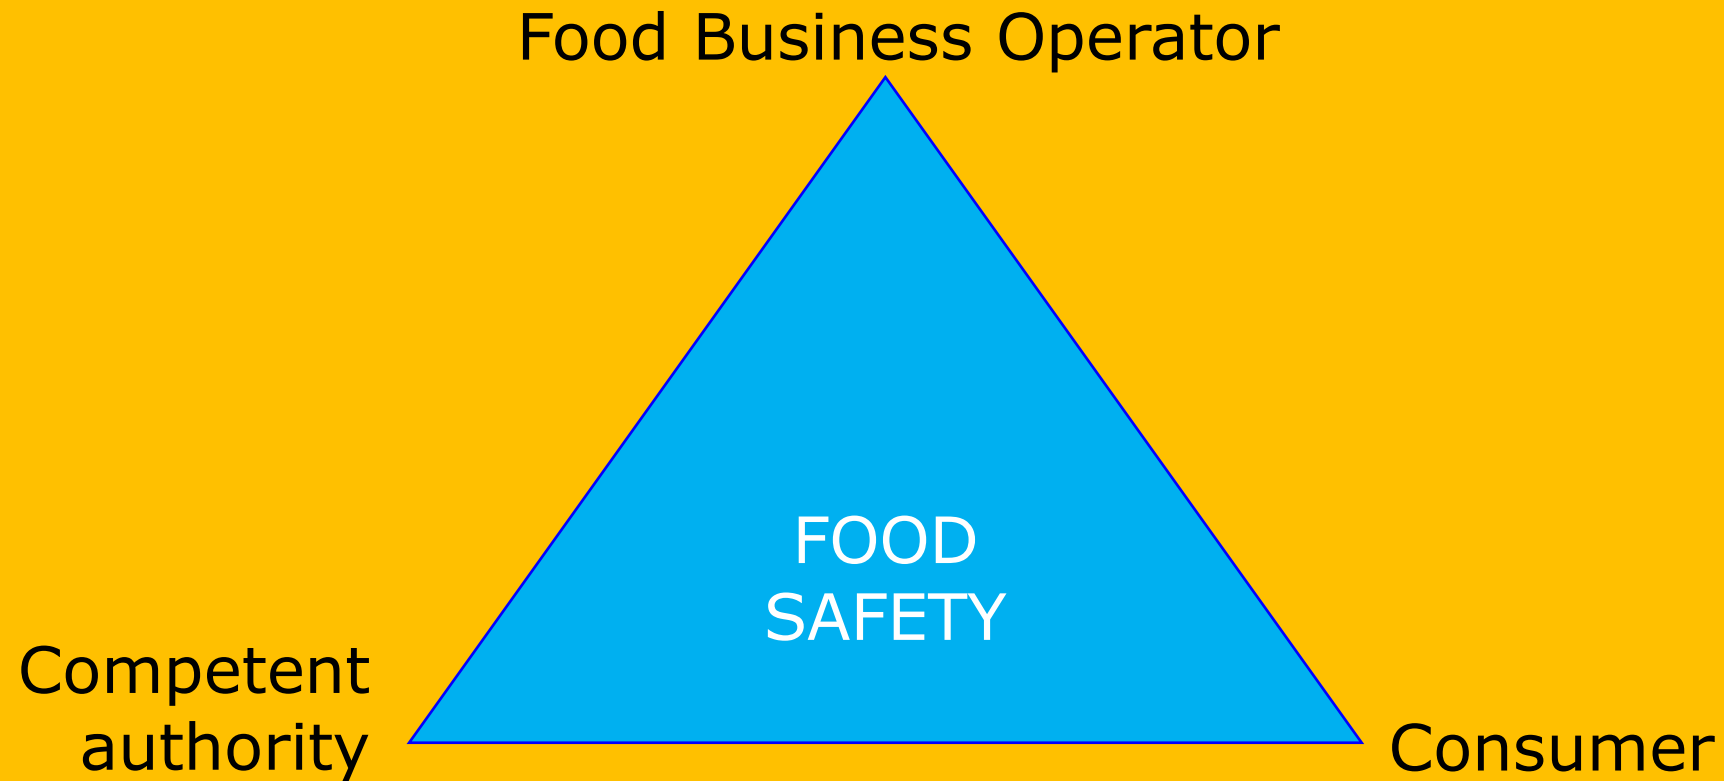 Food Business Operator
FOOD
SAFETY
Competent
authority
Consumer